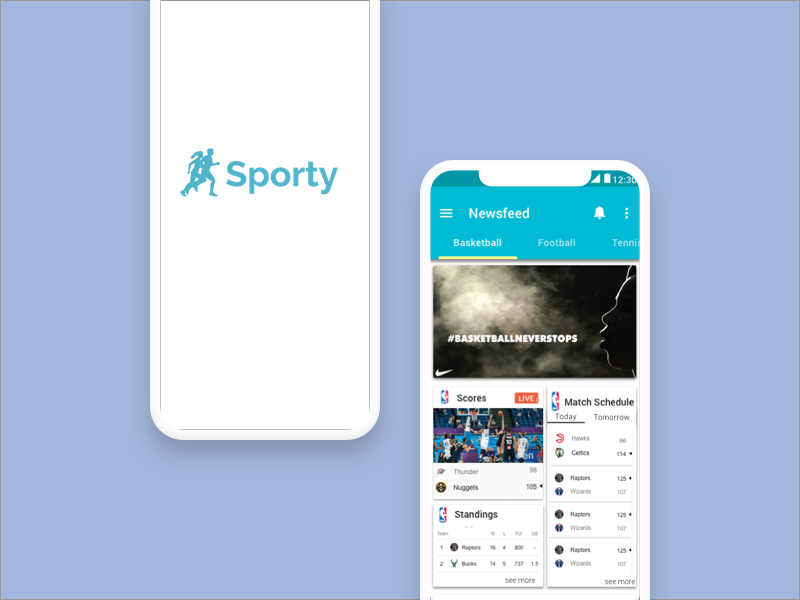 Sporty
12:30
Newsfeed
Basketball Football Tennis
#BASKETBALLNEVERSTOPS
Scores LIVE
Thunder 98
Nuggets 105
Standings
Team W L Pct GB
1 Raptors 16 4 .800 -
2 Bucks 14 5 .737 1.5
see more
Match Schedule
Today Tomorrow
Hawks 96
Celtics 114
Raptors 125
Wizards 107
Raptors 125
Wizards 107
Raptors 125
Wizards 107
see more